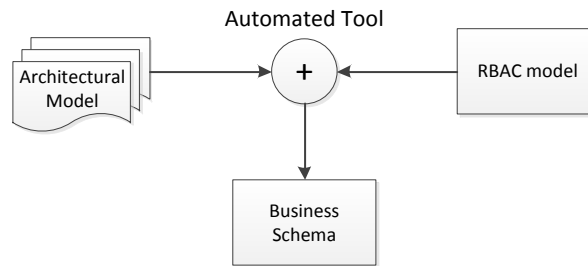 Automated Tool
Architectural
Model
+
RBAC model
Business
Schema